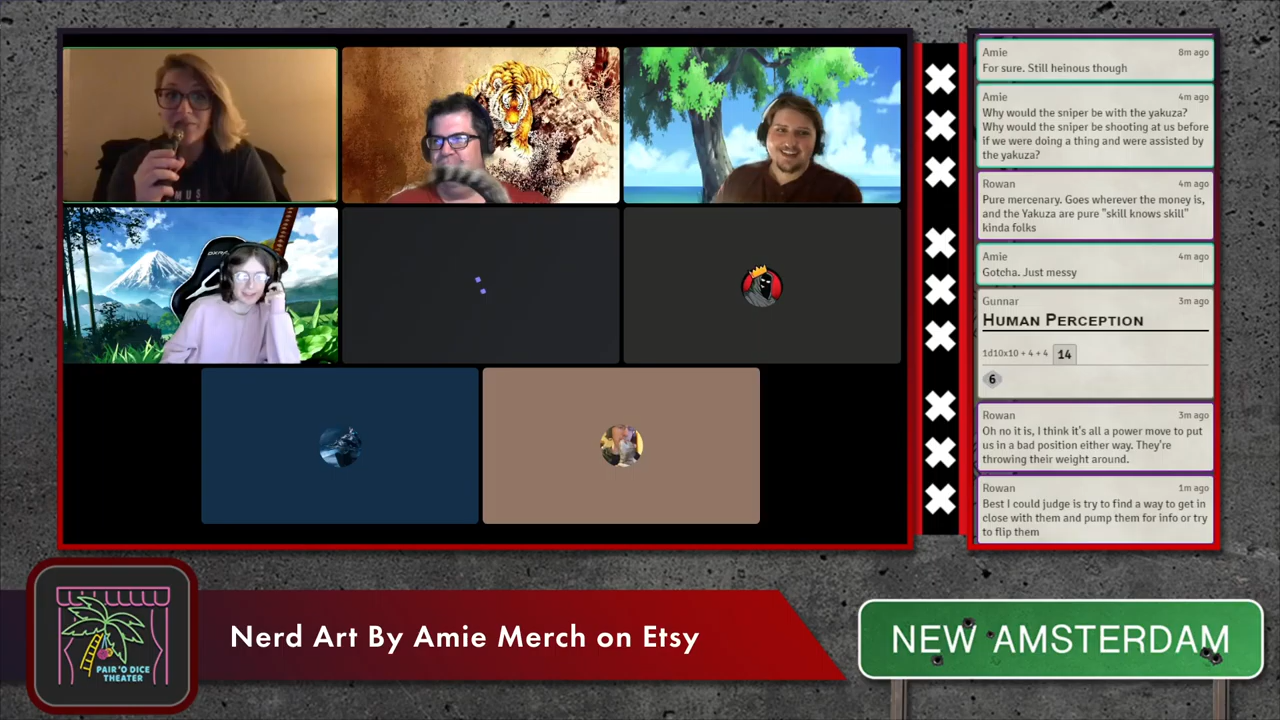 MUS
DXRACER
Amie 8m ago
For sure. Still heinous though
Amie 4m ago
Why would the sniper be with the yakuza?
Why would the sniper be shooting at us before
if we were doing a thing and were assisted by
the yakuza?
Rowan 4m ago
Pure mercenary. Goes wherever the money is,
and the Yakuza are pure "skill knows skill"
kinda folks
Amie 4m ago
Gotcha. Just messy
Gunnar 3m ago
HUMAN PERCEPTION
1d10x10 + 4 + 4 14
6
Rowan 3m ago
Oh no it is, I think it's all a power move to put
us in a bad position either way. They're
throwing their weight around.
Rowan 1m ago
Best I could judge is try to find a way to get in
close with them and pump them for info or try
to flip them
PAIR 'O DICE
THEATER
Nerd Art By Amie Merch on Etsy
NEW AMSTERDAM